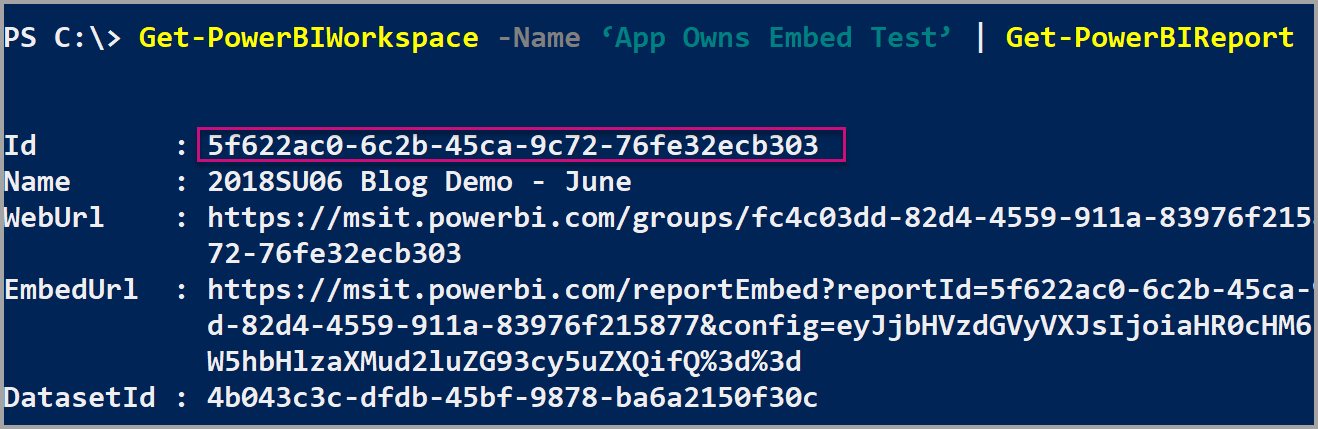 PS C:\> Get-PowerBIWorkspace -Name ‘App Owns Embed Test’ | Get-PowerBIReport
Id : 5f622ac0-6c2b-45ca-9c72-76fe32ecb303
Name : 2018SU06 Blog Demo - June
WebUrl : https://msit.powerbi.com/groups/fc4c03dd-82d4-4559-911a-83976f215
72-76fe32ecb303
EmbedUrl : https://msit.powerbi.com/reportEmbed?reportId=5f622ac0-6c2b-45ca-
d-82d4-4559-911a-83976f215877&config=eyJjbHVzdGVyVXJsIjoiaHR0cHM6
W5hbHlzaXMud2luZG93cy5uZXQifQ%3d%3d
DatasetId : 4b043c3c-dfdb-45bf-9878-ba6a2150f30c